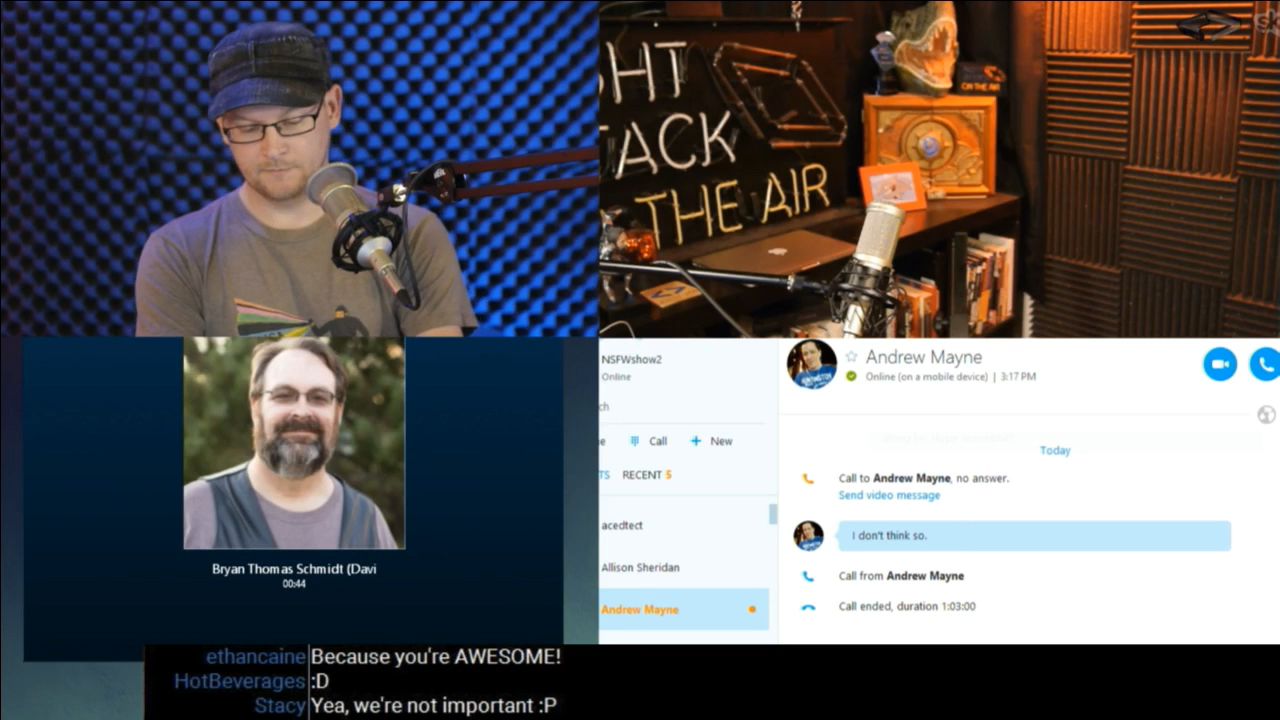 HT
ACK
THE AIR
ON THE AIR
NSFWshow2
Online
ch
e Call + New
TS RECENT 5
acedtect
Allison Sheridan
Andrew Mayne
Andrew Mayne
Online (on a mobile device) | 3:17 PM
Today
Call to Andrew Mayne, no answer.
Send video message
I don't think so.
Call from Andrew Mayne
Call ended, duration 1:03:00
Bryan Thomas Schmidt (Davi
00:44
ethancaine Because you're AWESOME!
HotBeverages :D
Stacy Yea, we're not important :P